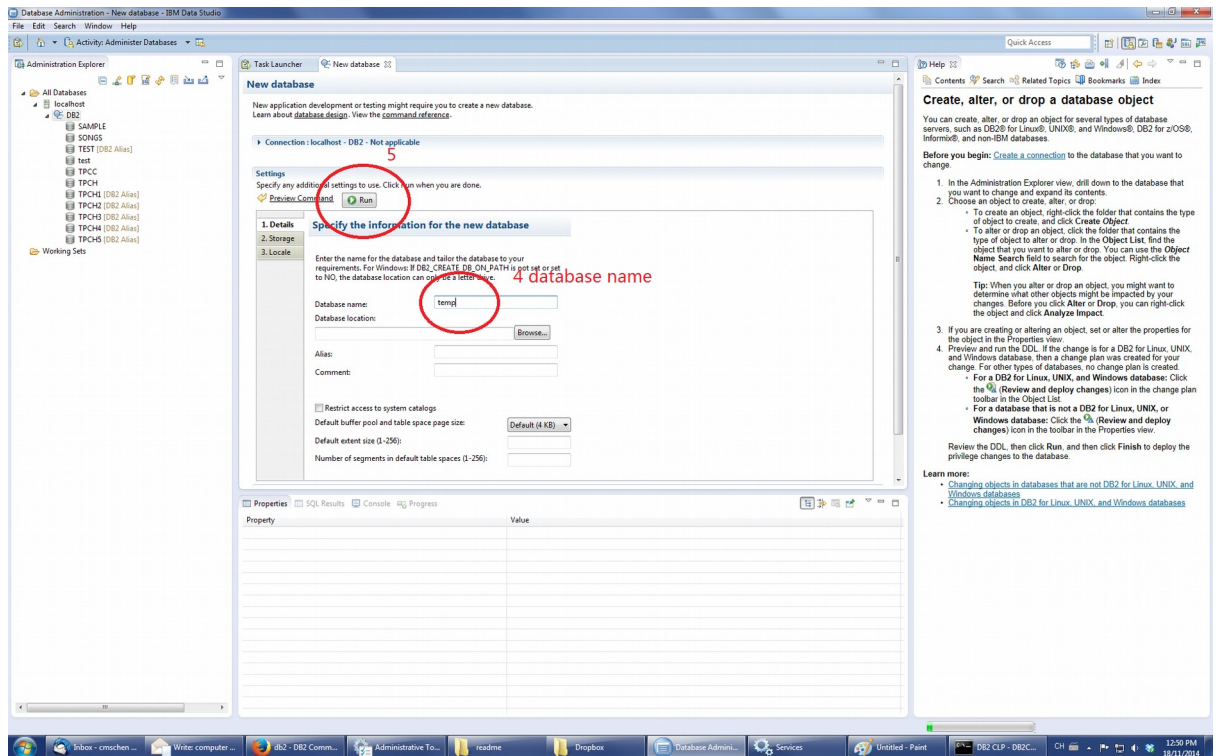 Database Administration - New database - IBM Data Studio
File Edit Search Window Help
Activity: Administer Databases
Quick Access
Administration Explorer
All Databases
localhost
DB2
SAMPLE
SONGS
TEST [DB2 Alias]
test
TPCC
TPCH
TPCH1 [DB2 Alias]
TPCH2 [DB2 Alias]
TPCH3 [DB2 Alias]
TPCH4 [DB2 Alias]
TPCH5 [DB2 Alias]
Working Sets
Task Launcher New database
New database
New application development or testing might require you to create a new database.
Learn about database design. View the command reference.
Connection : localhost - DB2 - Not applicable
5
Settings
Specify any additional settings to use. Click Run when you are done.
Preview Command Run
1. Details
2. Storage
3. Locale
Specify the information for the new database
Enter the name for the database and tailor the database to your
requirements. For Windows: If DB2_CREATE_DB_ON_PATH is not set or set
to NO, the database location can only be a letter drive.
4 database name
Database name: temp
Database location:
Browse...
Alias:
Comment:
Restrict access to system catalogs
Default buffer pool and table space page size: Default (4 KB)
Default extent size (1-256):
Number of segments in default table spaces (1-256):
Properties SQL Results Console Progress
Property Value
Help
Contents Search Related Topics Bookmarks Index
Create, alter, or drop a database object
You can create, alter, or drop an object for several types of database
servers, such as DB2® for Linux®, UNIX®, and Windows®, DB2 for z/OS®,
Informix®, and non-IBM databases.
Before you begin: Create a connection to the database that you want to
change.
1. In the Administration Explorer view, drill down to the database that
you want to change and expand its contents.
2. Choose an object to create, alter, or drop:
• To create an object, right-click the folder that contains the type
of object to create, and click Create Object.
• To alter or drop an object, click the folder that contains the
type of object to alter or drop. In the Object List, find the
object that you want to alter or drop. You can use the Object
Name Search field to search for the object. Right-click the
object, and click Alter or Drop.
Tip: When you alter or drop an object, you might want to
determine what other objects might be impacted by your
changes. Before you click Alter or Drop, you can right-click
the object and click Analyze Impact.
3. If you are creating or altering an object, set or alter the properties for
the object in the Properties view.
4. Preview and run the DDL. If the change is for a DB2 for Linux, UNIX,
and Windows database, then a change plan was created for your
change. For other types of databases, no change plan is created.
• For a DB2 for Linux, UNIX, and Windows database: Click
the (Review and deploy changes) icon in the change plan
toolbar in the Object List.
• For a database that is not a DB2 for Linux, UNIX, or
Windows database: Click the (Review and deploy
changes) icon in the toolbar in the Properties view.
Review the DDL, then click Run, and then click Finish to deploy the
privilege changes to the database.
Learn more:
• Changing objects in databases that are not DB2 for Linux, UNIX, and
Windows databases
• Changing objects in DB2 for Linux, UNIX, and Windows databases
Inbox - cmschen ... Write: computer ... db2 - DB2 Comm... Administrative To... readme Dropbox Database Admini... Services Untitled - Paint DB2 CLP - DB2C... CH 12:50 PM
18/11/2014